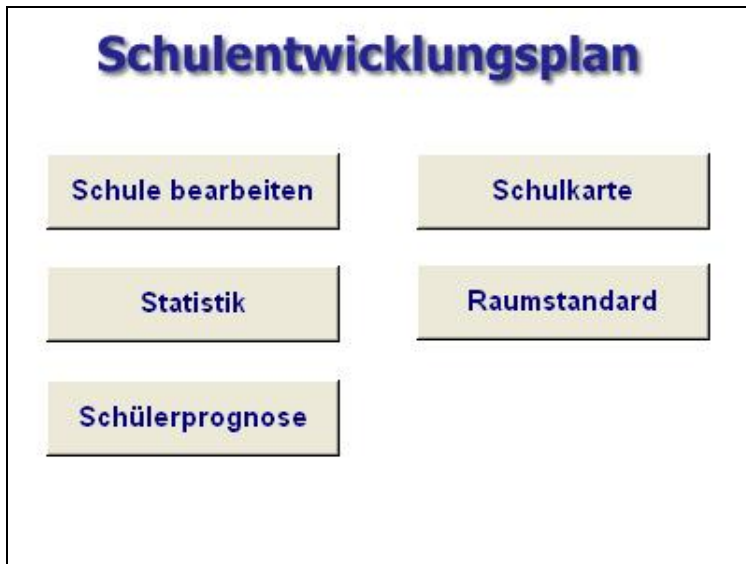 Schulentwicklungsplan
Schule bearbeiten
Schulkarte
Statistik
Raumstandard
Schülerprognose